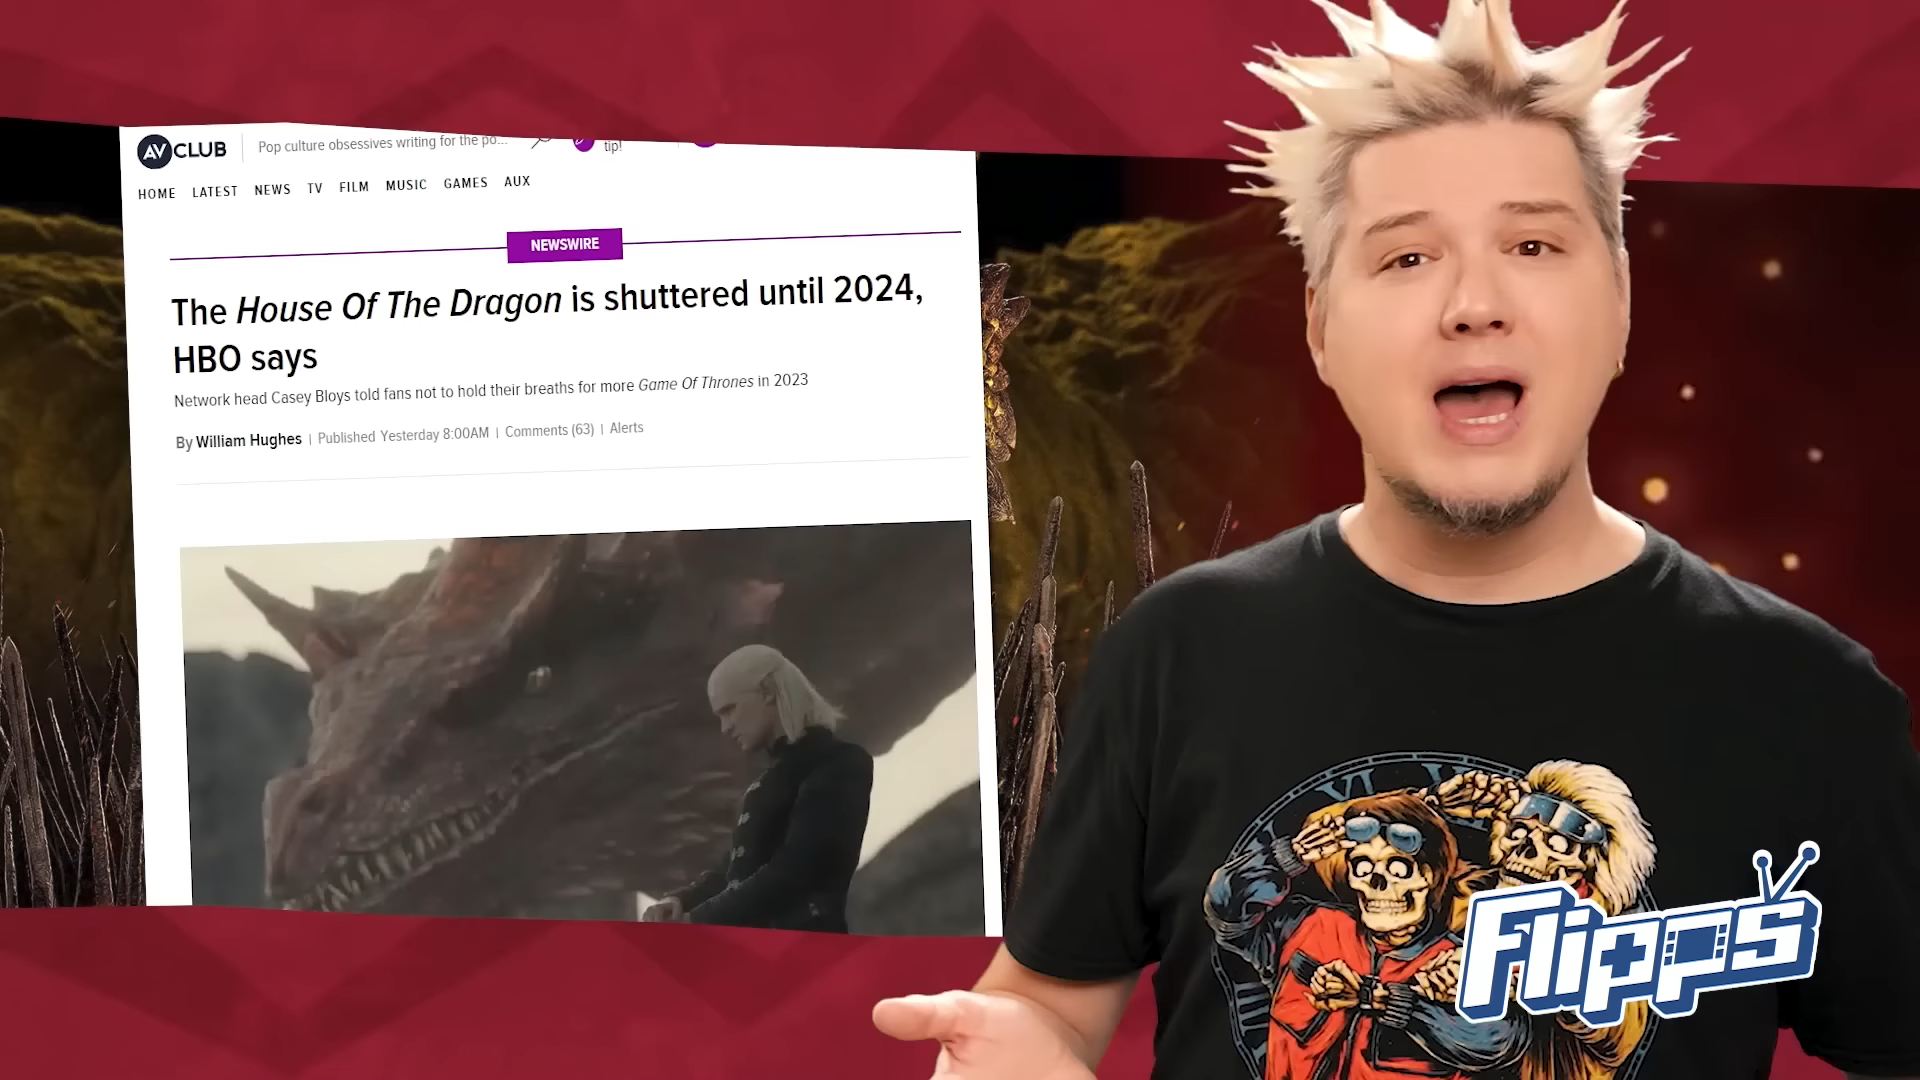 AV CLUB
Pop culture obsessives writing for the po...
tip!
HOME LATEST NEWS TV FILM MUSIC GAMES AUX
NEWSWIRE
The House Of The Dragon is shuttered until 2024,
HBO says
Network head Casey Bloys told fans not to hold their breaths for more Game Of Thrones in 2023
By William Hughes | Published Yesterday 8:00AM | Comments (63) | Alerts
VI
Flipps